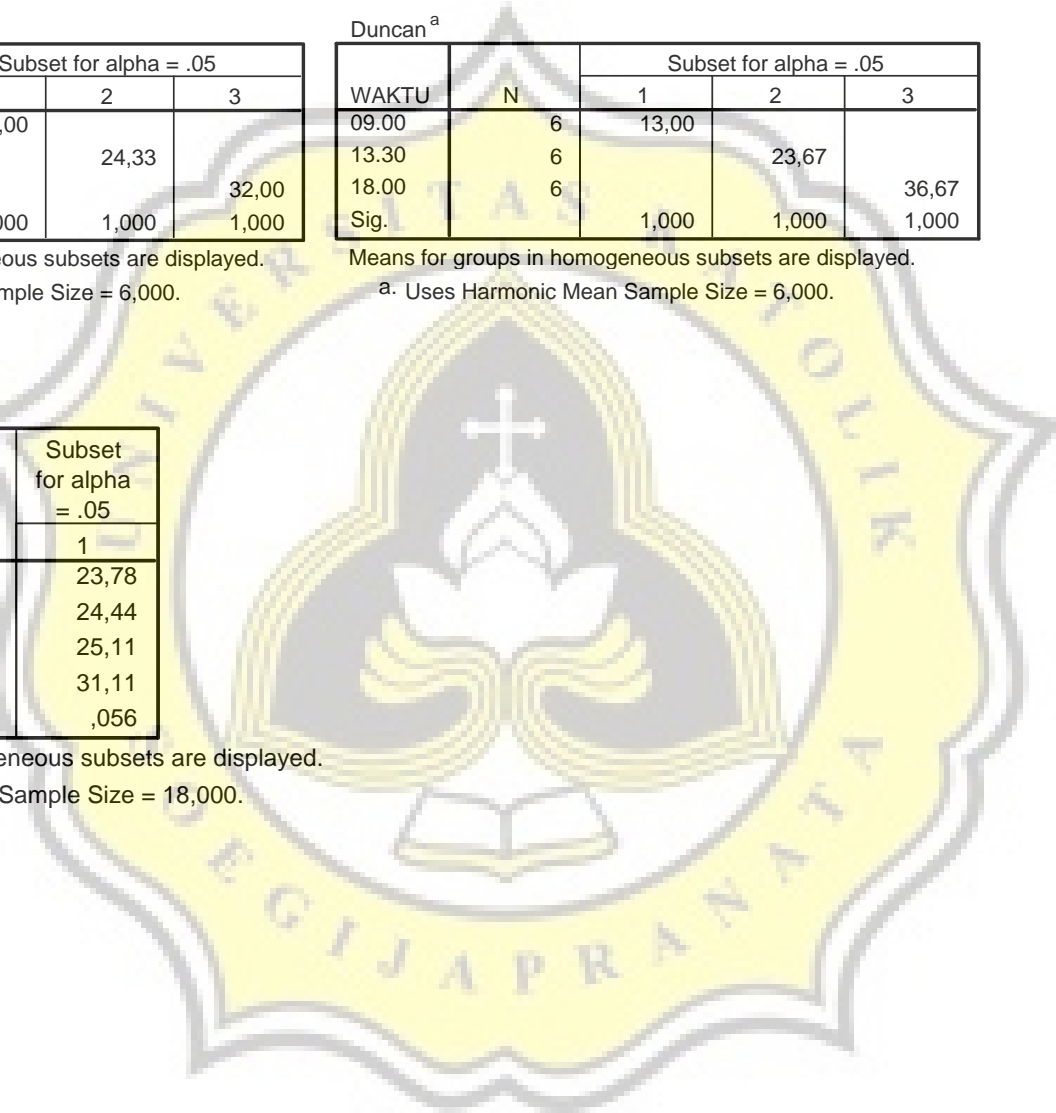 Subset for alpha = .05
2 3
,00
24,33
32,00
000 1,000 1,000
eous subsets are displayed.
mple Size = 6,000.
Duncan a
Subset for alpha = .05
WAKTU N 1 2 3
09.00 6 13,00
13.30 6 23,67
18.00 6 36,67
Sig. 1,000 1,000 1,000
Means for groups in homogeneous subsets are displayed.
a. Uses Harmonic Mean Sample Size = 6,000.
Subset
for alpha
= .05
1
23,78
24,44
25,11
31,11
,056
eneous subsets are displayed.
Sample Size = 18,000.
UNIVERSITAS KATOLIK
SOEGIJAPRANATA